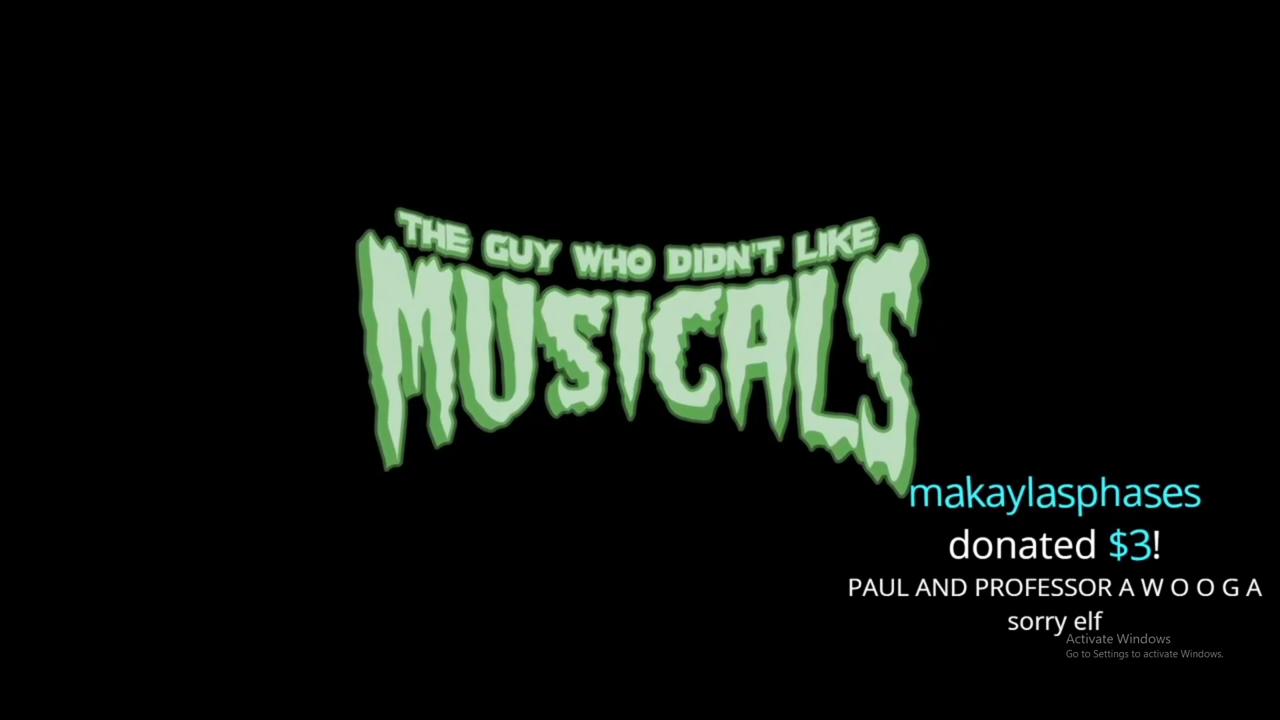 THE GUY WHO DIDN'T LIKE
MUSICALS
makaylasphases
donated $3!
PAUL AND PROFESSOR A W O O G A
sorry elf
Activate Windows
Go to Settings to activate Windows.